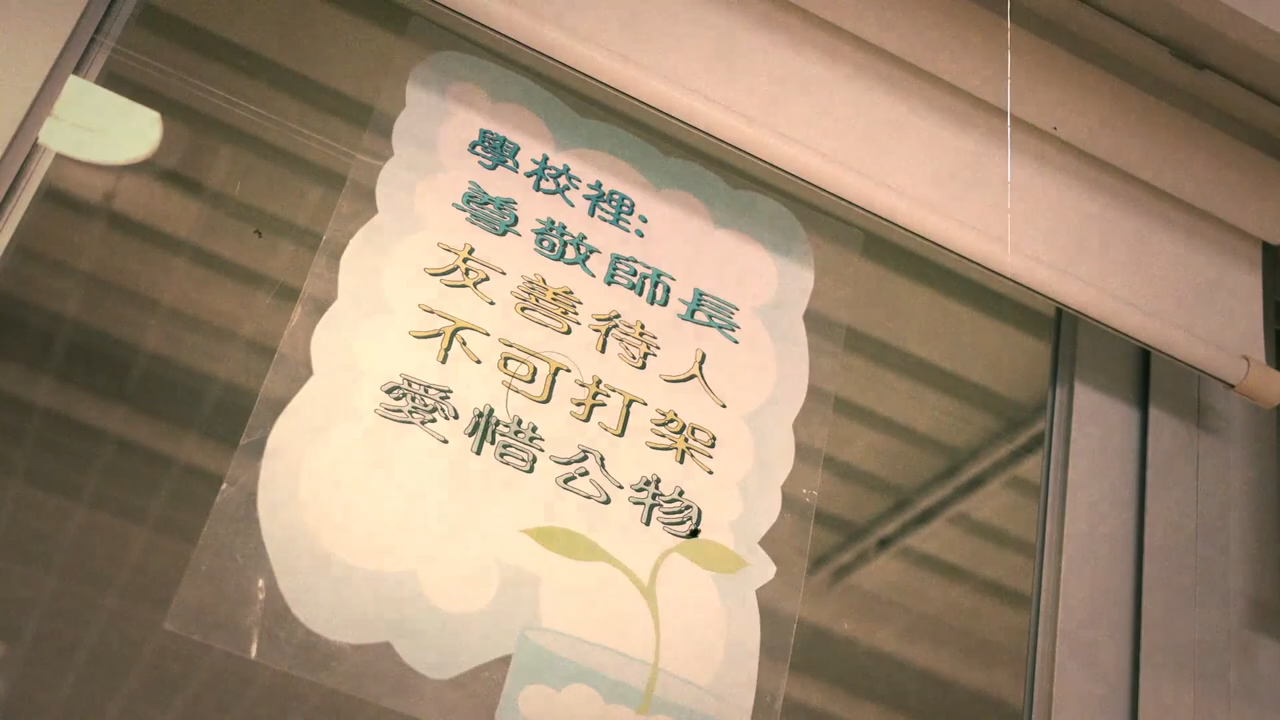 學校裡:
尊敬師長
友善待人
不可打架
愛惜公物